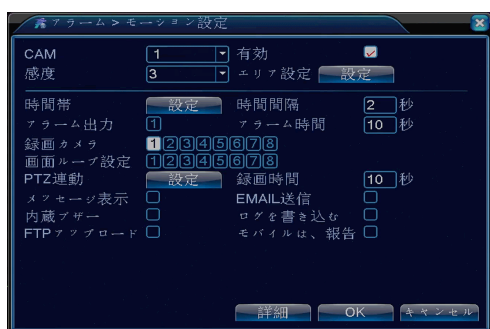 アラーム>モーション設定
CAM 1 有効
感度 3 エリア設定 設定
時間帯 設定 時間間隔 2 秒
アラーム出力 1 アラーム時間 10 秒
録画カメラ 1 2 3 4 5 6 7 8
画面ループ設定 1 2 3 4 5 6 7 8
PTZ連動 設定 録画時間 10 秒
メッセージ表示 EMAIL送信
内蔵ブザー ログを書き込む
FTPアップロード モバイルは、報告
詳細 OK キャンセル